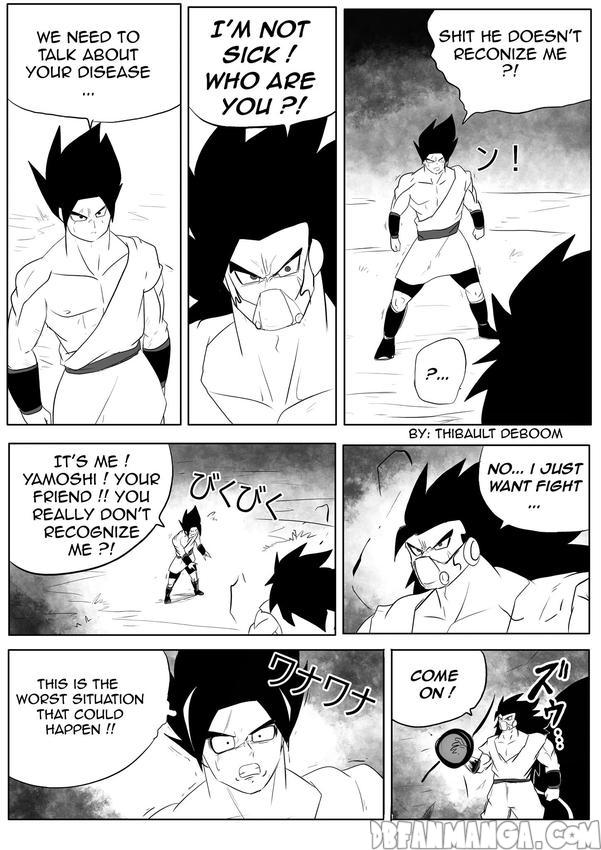 WE NEED TO
TALK ABOUT
YOUR DISEASE
...
I'M NOT
SICK !
WHO ARE
YOU ?!
SHIT HE DOESN'T
RECONIZE ME
?!
ン!
?...
BY: THIBAULT DEBOOM
IT'S ME !
YAMOSHI ! YOUR
FRIEND !! YOU
REALLY DON'T
RECOGNIZE
ME ?!
びくびく
NO... I JUST
WANT FIGHT
...
THIS IS THE
WORST SITUATION
THAT COULD
HAPPEN !!
ワナワナ
COME
ON !
ズゥ...
DBFANMANGA.COM